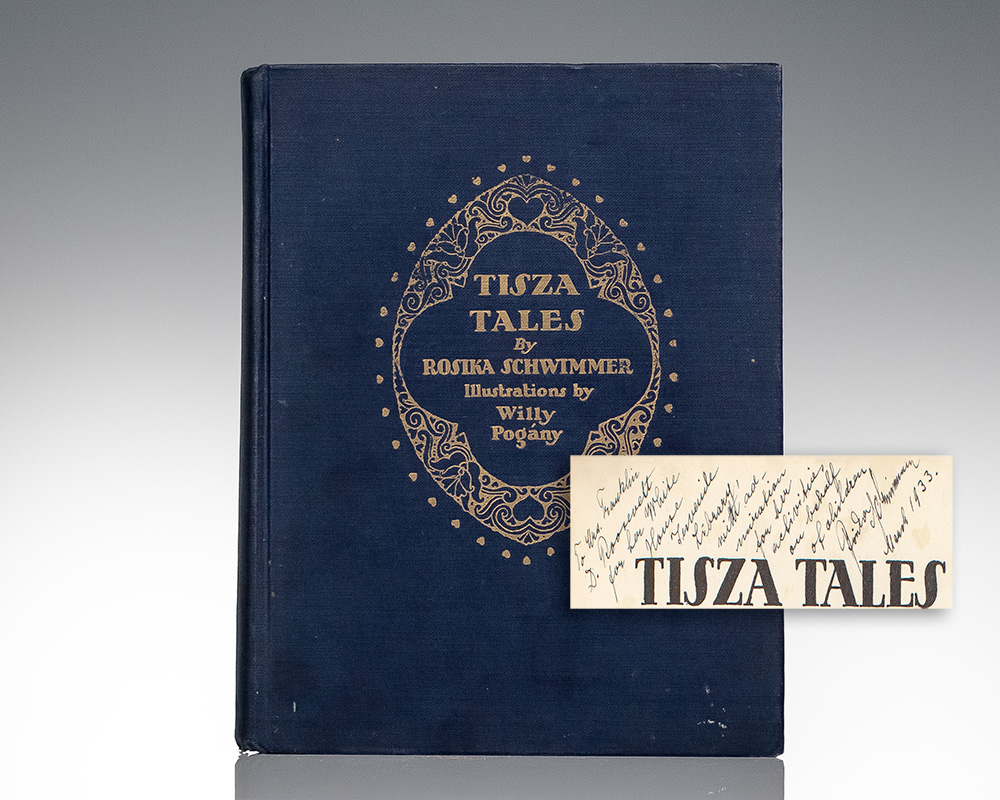 TISZA
TALES
By
ROSIKA SCHWIMMER
Illustrations by
Willy
Pogány
To Mrs. Franklin
D. Roosevelt
for her White
House
Juvenile
Library,
with ad
miration
for her
activities
on behalf
of children
Rosika Schwimmer
March 1933.
TISZA TALES